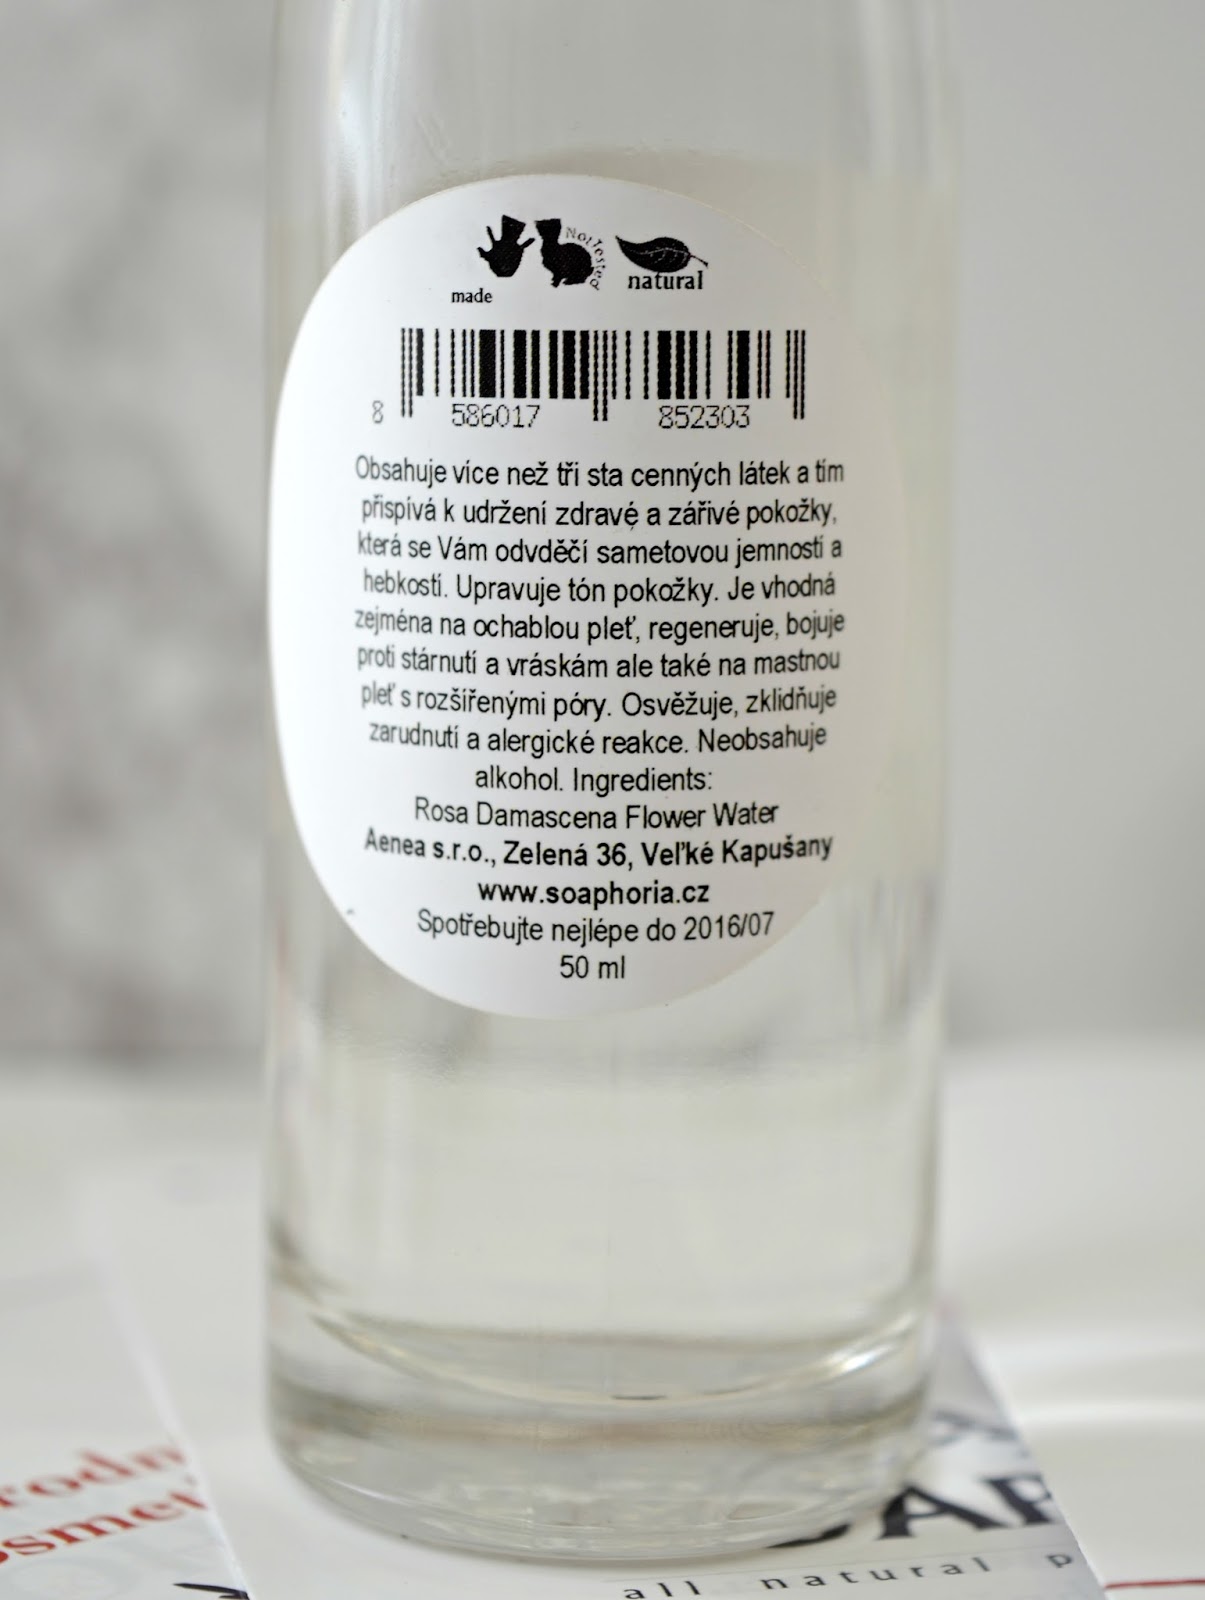 Not Tested
made
natural
8 586017 852303
Obsahuje více než tři sta cenných látek a tím
přispívá k udržení zdravé a zářivé pokožky,
která se Vám odvděčí sametovou jemností a
hebkostí. Upravuje tón pokožky. Je vhodná
zejména na ochablou pleť, regeneruje, bojuje
proti stárnutí a vráskám ale také na mastnou
pleť s rozšířenými póry. Osvěžuje, zklidňuje
zarudnutí a alergické reakce. Neobsahuje
alkohol. Ingredients:
Rosa Damascena Flower Water
Aenea s.r.o., Zelená 36, Veľké Kapušany
www.soaphoria.cz
Spotřebujte nejlépe do 2016/07
50 ml
all natural p